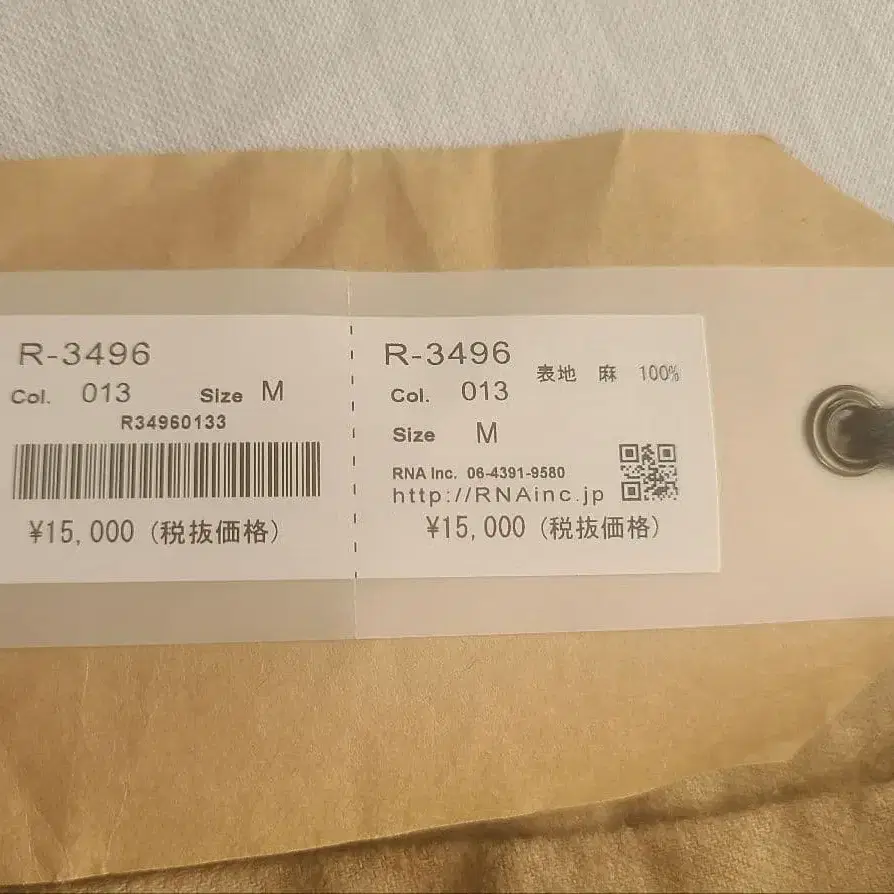 R-3496
Col. 013 Size M
R34960133
¥15,000 (税抜価格)
R-3496
Col. 013
表地 麻 100%
Size M
RNA Inc. 06-4391-9580
http://RNAinc.jp
¥15,000 (税抜価格)